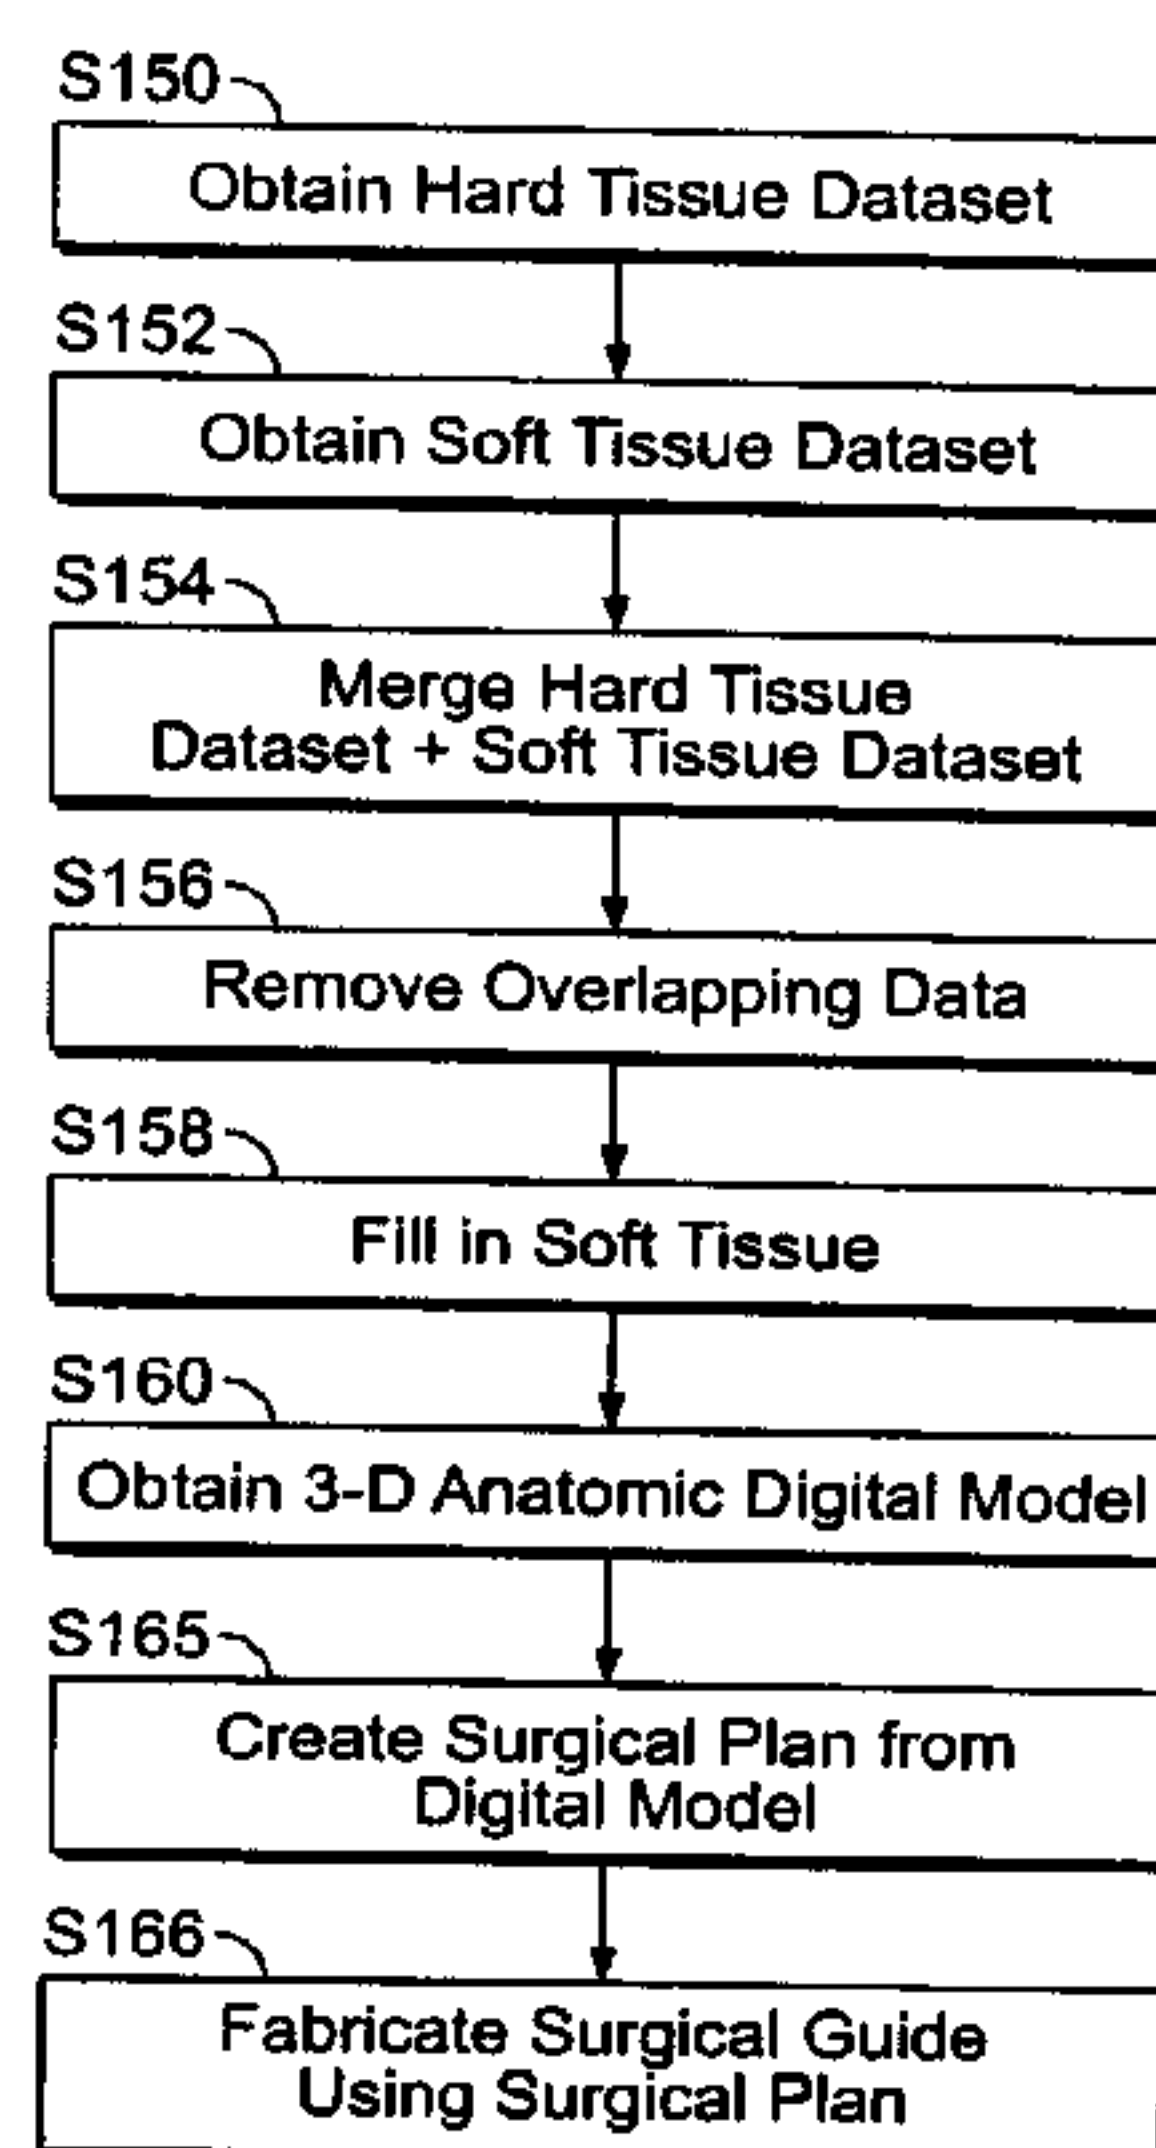 S150
Obtain Hard Tissue Dataset
S152
Obtain Soft Tissue Dataset
S154
Merge Hard Tissue
Dataset + Soft Tissue Dataset
S156
Remove Overlapping Data
S158
Fill in Soft Tissue
S160
Obtain 3-D Anatomic Digital Model
S165
Create Surgical Plan from
Digital Model
S166
Fabricate Surgical Guide
Using Surgical Plan